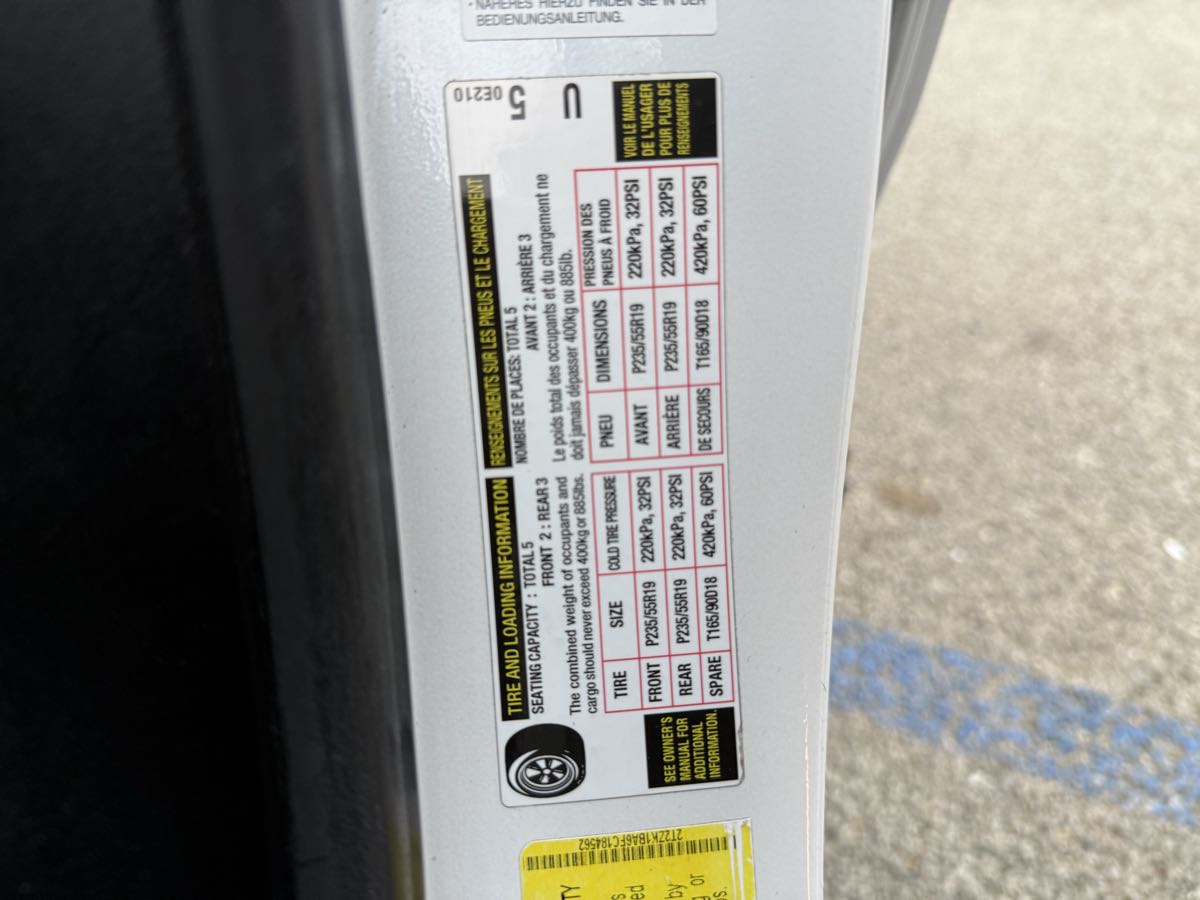 - NÄHERES HIERZU FINDEN SIE IN DER
BEDIENUNGSANLEITUNG.
TIRE AND LOADING INFORMATION
SEATING CAPACITY : TOTAL 5
FRONT 2 : REAR 3
The combined weight of occupants and
cargo should never exceed 400kg or 885lbs.
TIRE SIZE COLD TIRE PRESSURE
FRONT P235/55R19 220kPa, 32PSI
REAR P235/55R19 220kPa, 32PSI
SPARE T165/90D18 420kPa, 60PSI
SEE OWNER'S
MANUAL FOR
ADDITIONAL
INFORMATION.
RENSEIGNEMENTS SUR LES PNEUS ET LE CHARGEMENT
NOMBRE DE PLACES: TOTAL 5
AVANT 2 : ARRIÈRE 3
Le poids total des occupants et du chargement ne
doit jamais dépasser 400kg ou 885lb.
PNEU DIMENSIONS PRESSION DES
PNEUS À FROID
AVANT P235/55R19 220kPa, 32PSI
ARRIÈRE P235/55R19 220kPa, 32PSI
DE SECOURS T165/90D18 420kPa, 60PSI
VOIR LE MANUEL
DE L'USAGER
POUR PLUS DE
RENSEIGNEMENTS
0E210
5
U
2T2ZK1BA6FC184562
TY
ed
by
or